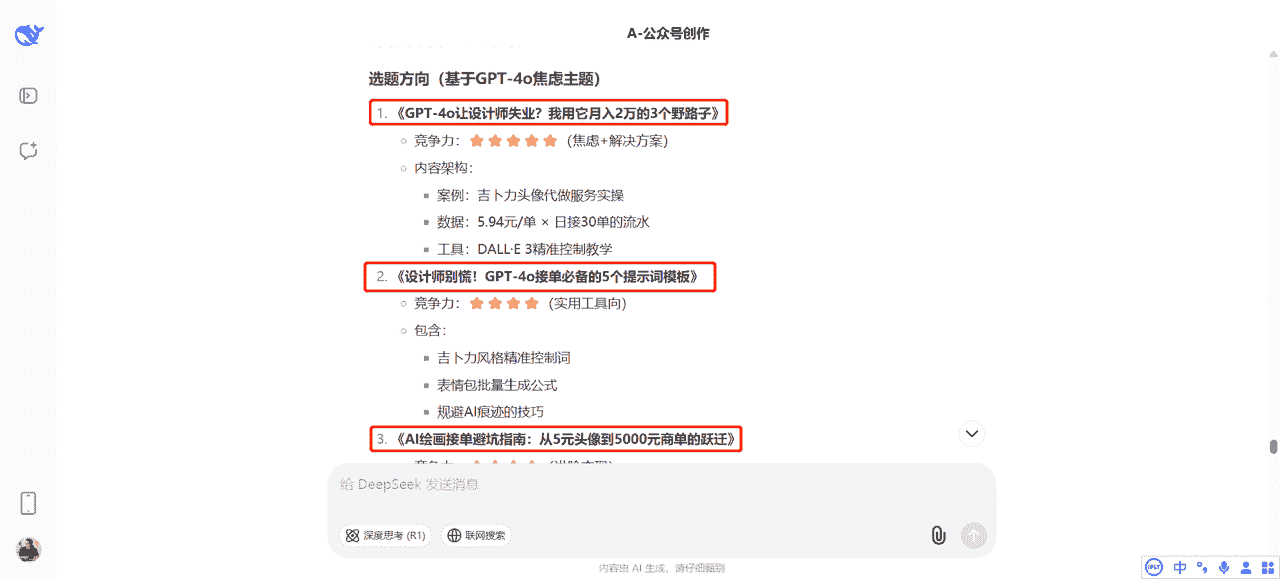 A-公众号创作
选题方向（基于GPT-4o焦虑主题）
1. 《GPT-4o让设计师失业？我用它月入2万的3个野路子》
竞争力：★★★★★（焦虑+解决方案）
内容架构：
案例：吉卜力头像代做服务实操
数据：5.94元/单 × 日接30单的流水
工具：DALL·E 3精准控制教学
2. 《设计师别慌！GPT-4o接单必备的5个提示词模板》
竞争力：★★★★（实用工具向）
包含：
吉卜力风格精准控制词
表情包批量生成公式
规避AI痕迹的技巧
3. 《AI绘画接单避坑指南：从5元头像到5000元商单的跃迁》
给 DeepSeek 发送消息
深度思考 (R1)
联网搜索
内容由 AI 生成，请仔细甄别
iFLY 中